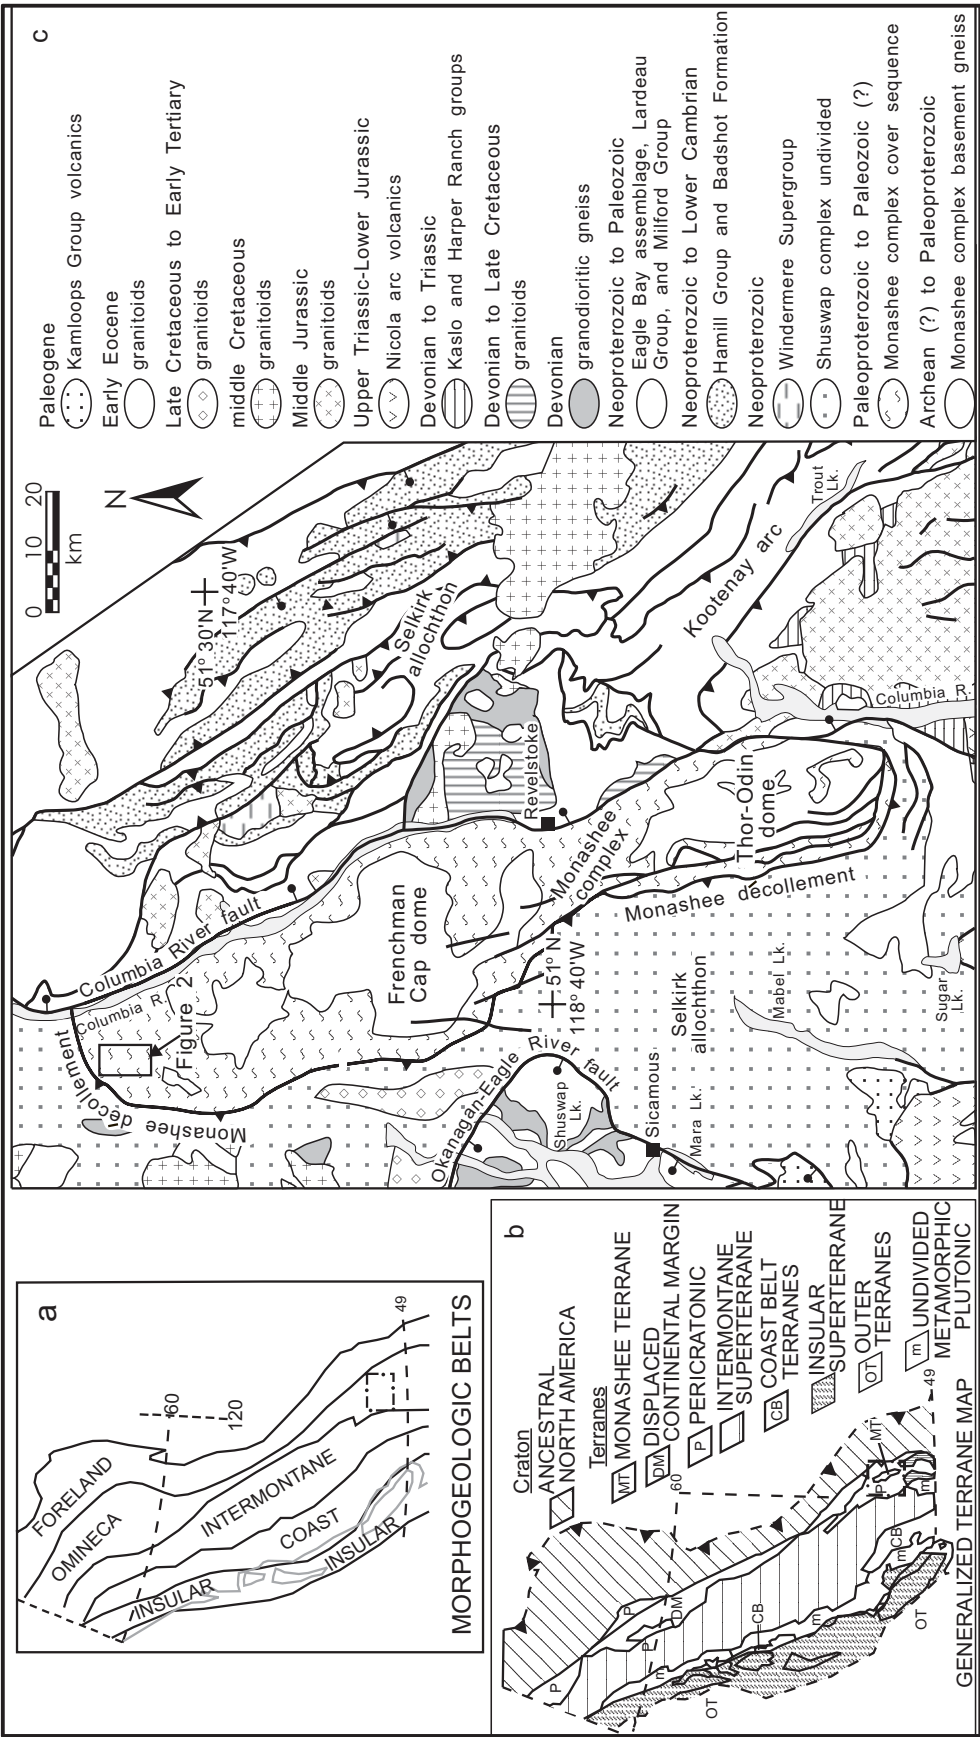 a
FORELAND
OMINECA
INTERMONTANE
COAST
INSULAR
INSULAR
60
120
49
MORPHOGEOLOGIC BELTS
b
Craton
ANCESTRAL
NORTH AMERICA
Terranes
MT
MONASHEE TERRANE
DM
DISPLACED
CONTINENTAL MARGIN
P
PERICRATONIC
INTERMONTANE
SUPERTERRANE
CB
COAST BELT
TERRANES
INSULAR
SUPERTERRANE
OT
OUTER
TERRANES
m
UNDIVIDED
METAMORPHIC
PLUTONIC
60
49
P
P
P
DM
m
CB
m
OT
OT
m
CB
P
MT
m
GENERALIZED TERRANE MAP
c
0 10 20
km
N
51° 30'N
117° 40'W
Selkirk
allochthon
Kootenay arc
Trout
Lk.
Columbia R.
Revelstoke
Thor-Odin
dome
Monashee
complex
Monashee décollement
Columbia River fault
Columbia R.
Frenchman
Cap dome
Figure 2
Monashee
décollement
51° N
118° 40'W
Okanagan-Eagle River fault
Shuswap
Lk.
Sicamous
Mara Lk.
Selkirk
allochthon
Mabel Lk.
Sugar
Lk.
Paleogene
Kamloops Group volcanics
Early Eocene
granitoids
Late Cretaceous to Early Tertiary
granitoids
middle Cretaceous
granitoids
Middle Jurassic
granitoids
Upper Triassic-Lower Jurassic
Nicola arc volcanics
Devonian to Triassic
Kaslo and Harper Ranch groups
Devonian to Late Cretaceous
granitoids
Devonian
granodioritic gneiss
Neoproterozoic to Paleozoic
Eagle Bay assemblage, Lardeau
Group, and Milford Group
Neoproterozoic to Lower Cambrian
Hamill Group and Badshot Formation
Neoproterozoic
Windermere Supergroup
Shuswap complex undivided
Paleoproterozoic to Paleozoic (?)
Monashee complex cover sequence
Archean (?) to Paleoproterozoic
Monashee complex basement gneiss